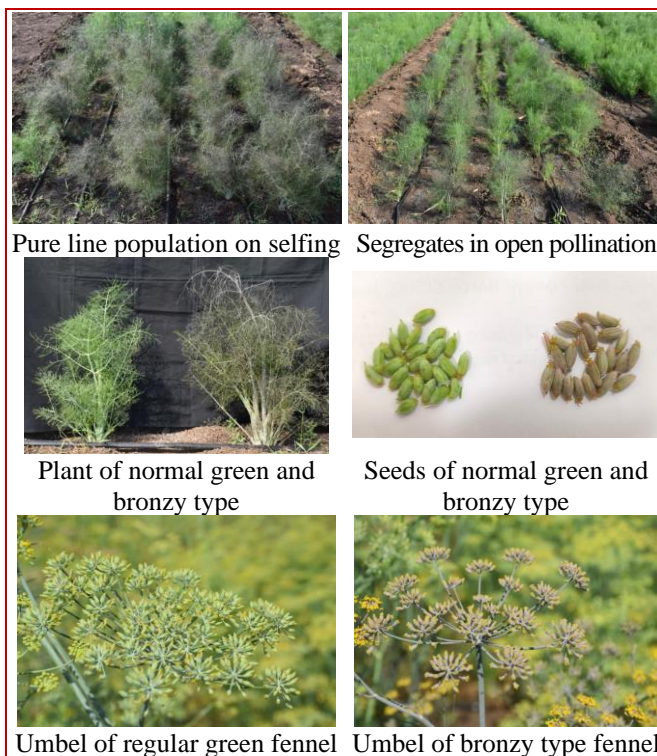 Pure line population on selfing
Segregates in open pollination
Plant of normal green and
bronzy type
Seeds of normal green and
bronzy type
Umbel of regular green fennel
Umbel of bronzy type fennel